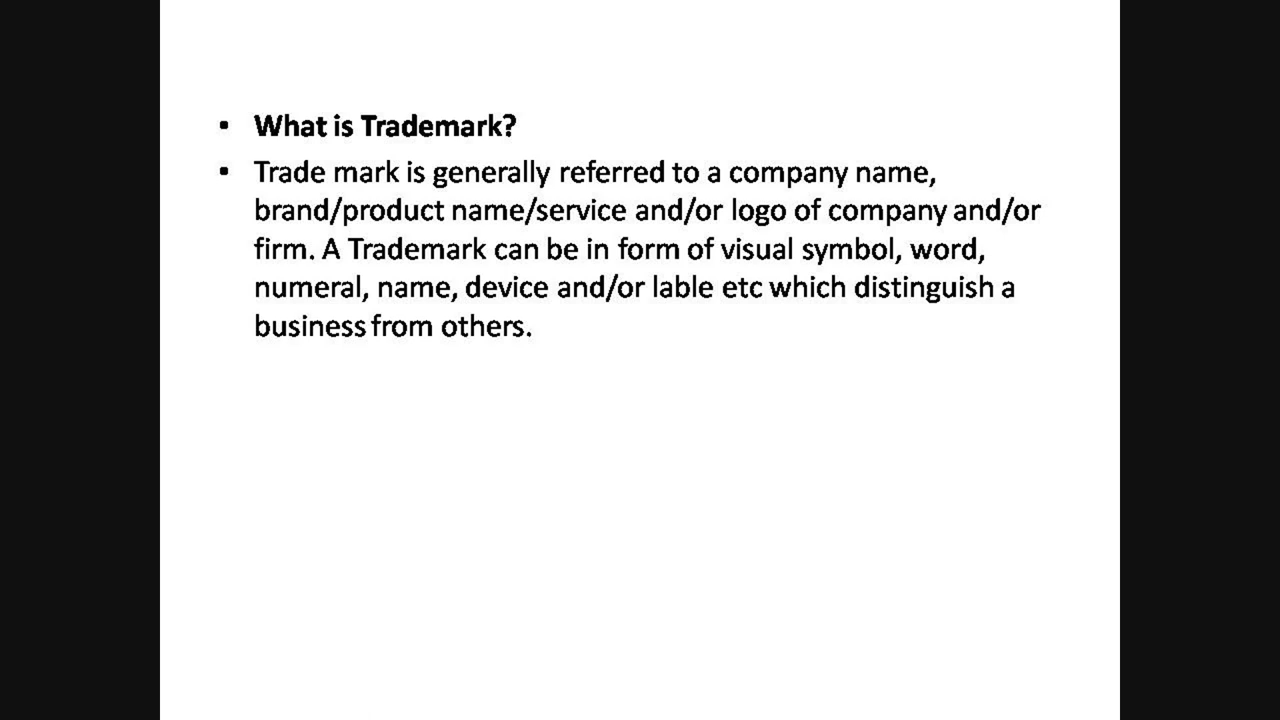 • What is Trademark?
• Trade mark is generally referred to a company name,
brand/product name/service and/or logo of company and/or
firm. A Trademark can be in form of visual symbol, word,
numeral, name, device and/or lable etc which distinguish a
business from others.